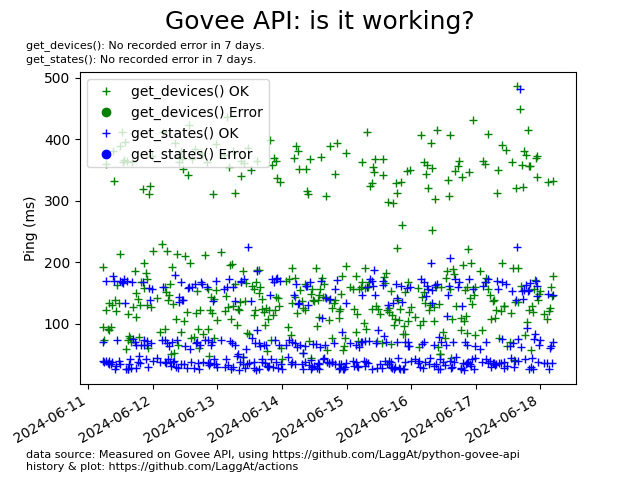 Govee API: is it working?
get_devices(): No recorded error in 7 days.
get_states(): No recorded error in 7 days.
500
400
300
200
100
Ping (ms)
get_devices() OK
get_devices() Error
get_states() OK
get_states() Error
2024-06-11
2024-06-12
2024-06-13
2024-06-14
2024-06-15
2024-06-16
2024-06-17
2024-06-18
data source: Measured on Govee API, using https://github.com/LaggAt/python-govee-api
history & plot: https://github.com/LaggAt/actions